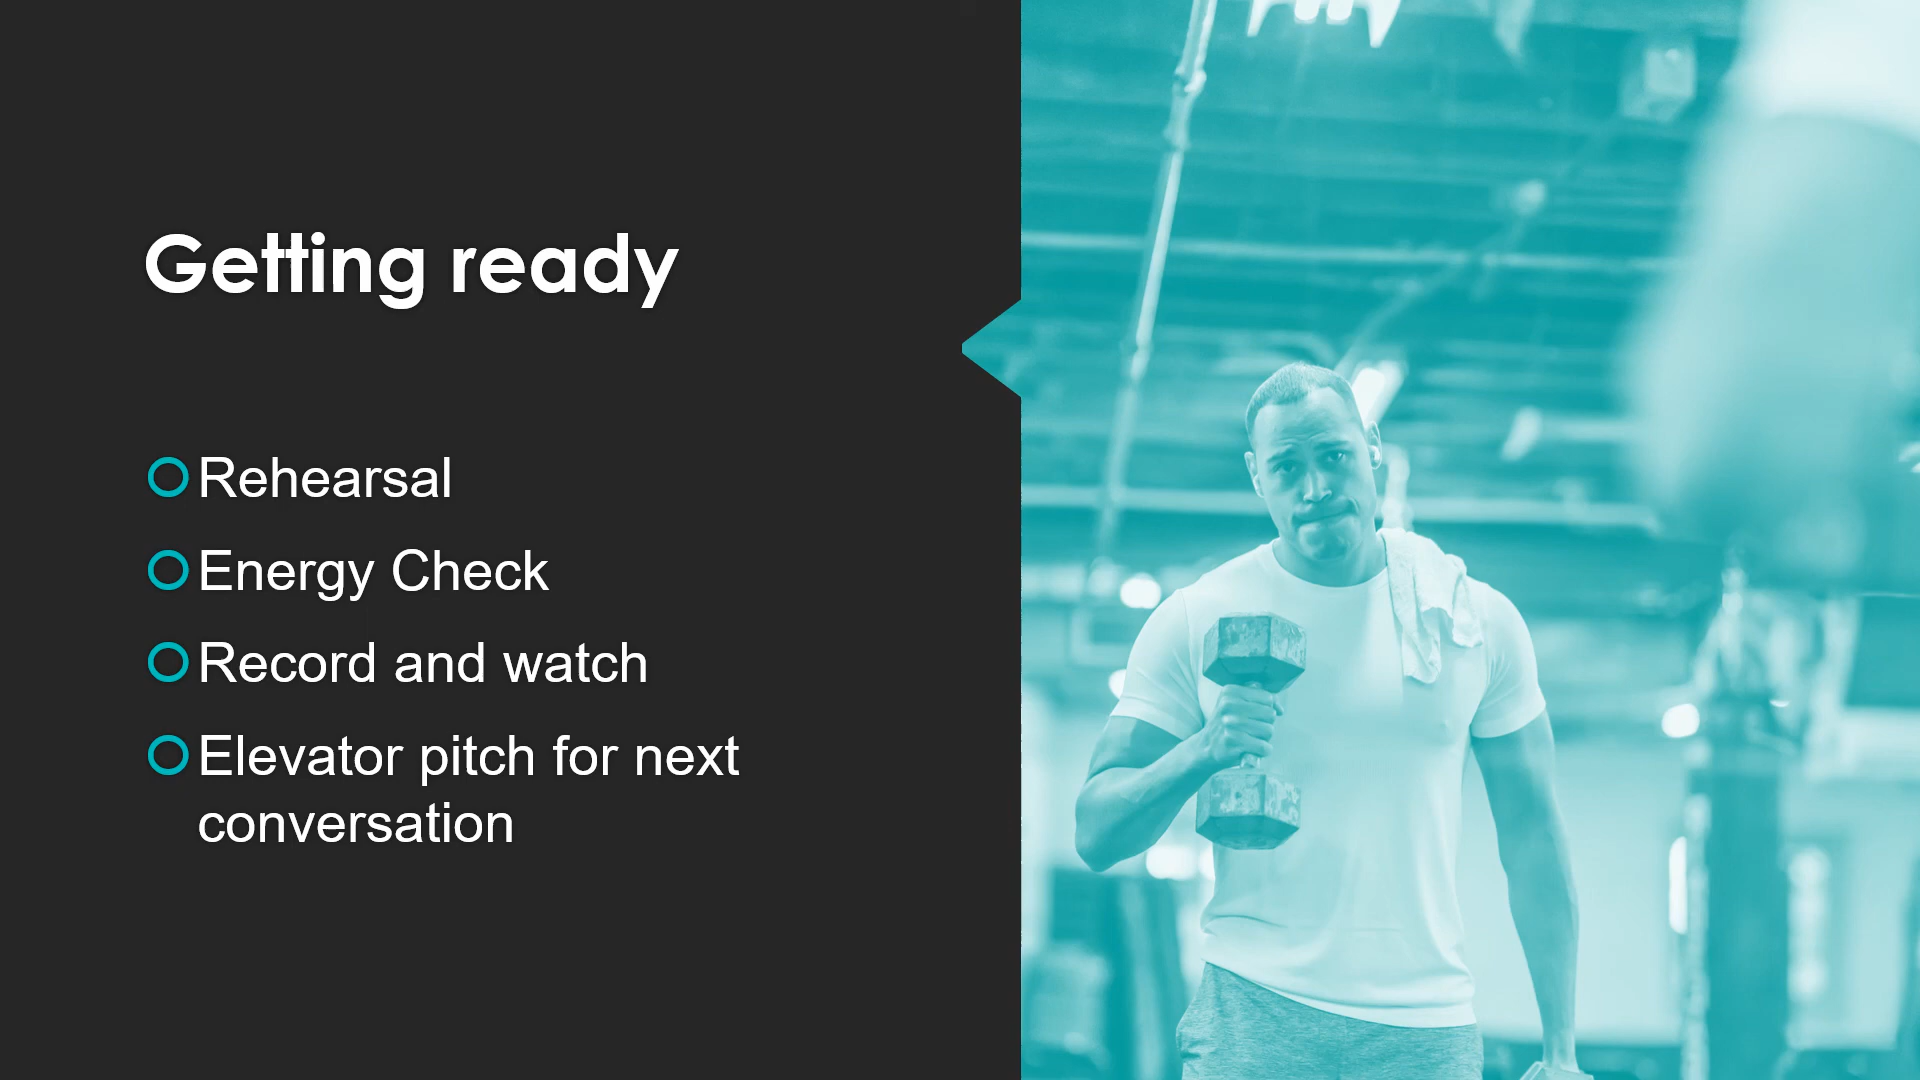 Getting ready
Rehearsal
Energy Check
Record and watch
Elevator pitch for next
conversation